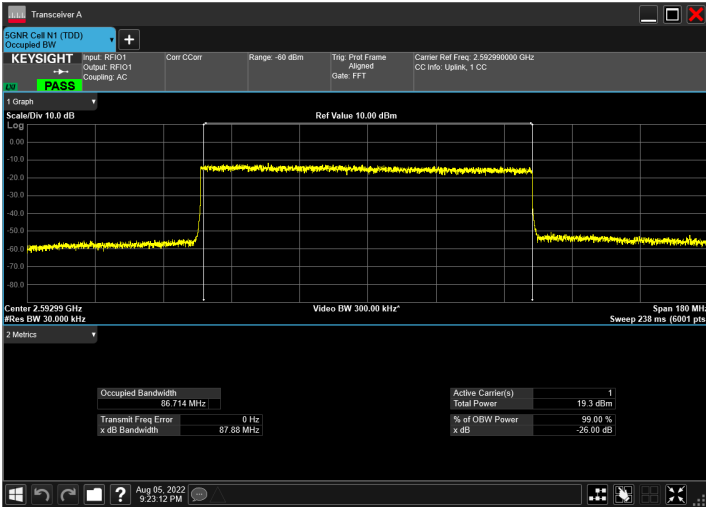 Transceiver A
5GNR Cell N1 (TDD)
Occupied BW
KEYSIGHT
LXI
PASS
Input: RFIO1
Output: RFIO1
Coupling: AC
Corr CCorr
Range: -60 dBm
Trig: Prot Frame
Aligned
Gate: FFT
Carrier Ref Freq: 2.592990000 GHz
CC Info: Uplink, 1 CC
1 Graph
Scale/Div 10.0 dB
Ref Value 10.00 dBm
Log
0.00
-10.0
-20.0
-30.0
-40.0
-50.0
-60.0
-70.0
-80.0
Center 2.59299 GHz
Video BW 300.00 kHz*
Span 180 MHz
#Res BW 30.000 kHz
Sweep 238 ms (6001 pts
2 Metrics
Occupied Bandwidth
86.714 MHz
Transmit Freq Error 0 Hz
x dB Bandwidth 87.88 MHz
Active Carrier(s) 1
Total Power 19.3 dBm
% of OBW Power 99.00 %
x dB -26.00 dB
Aug 05, 2022
9:23:12 PM